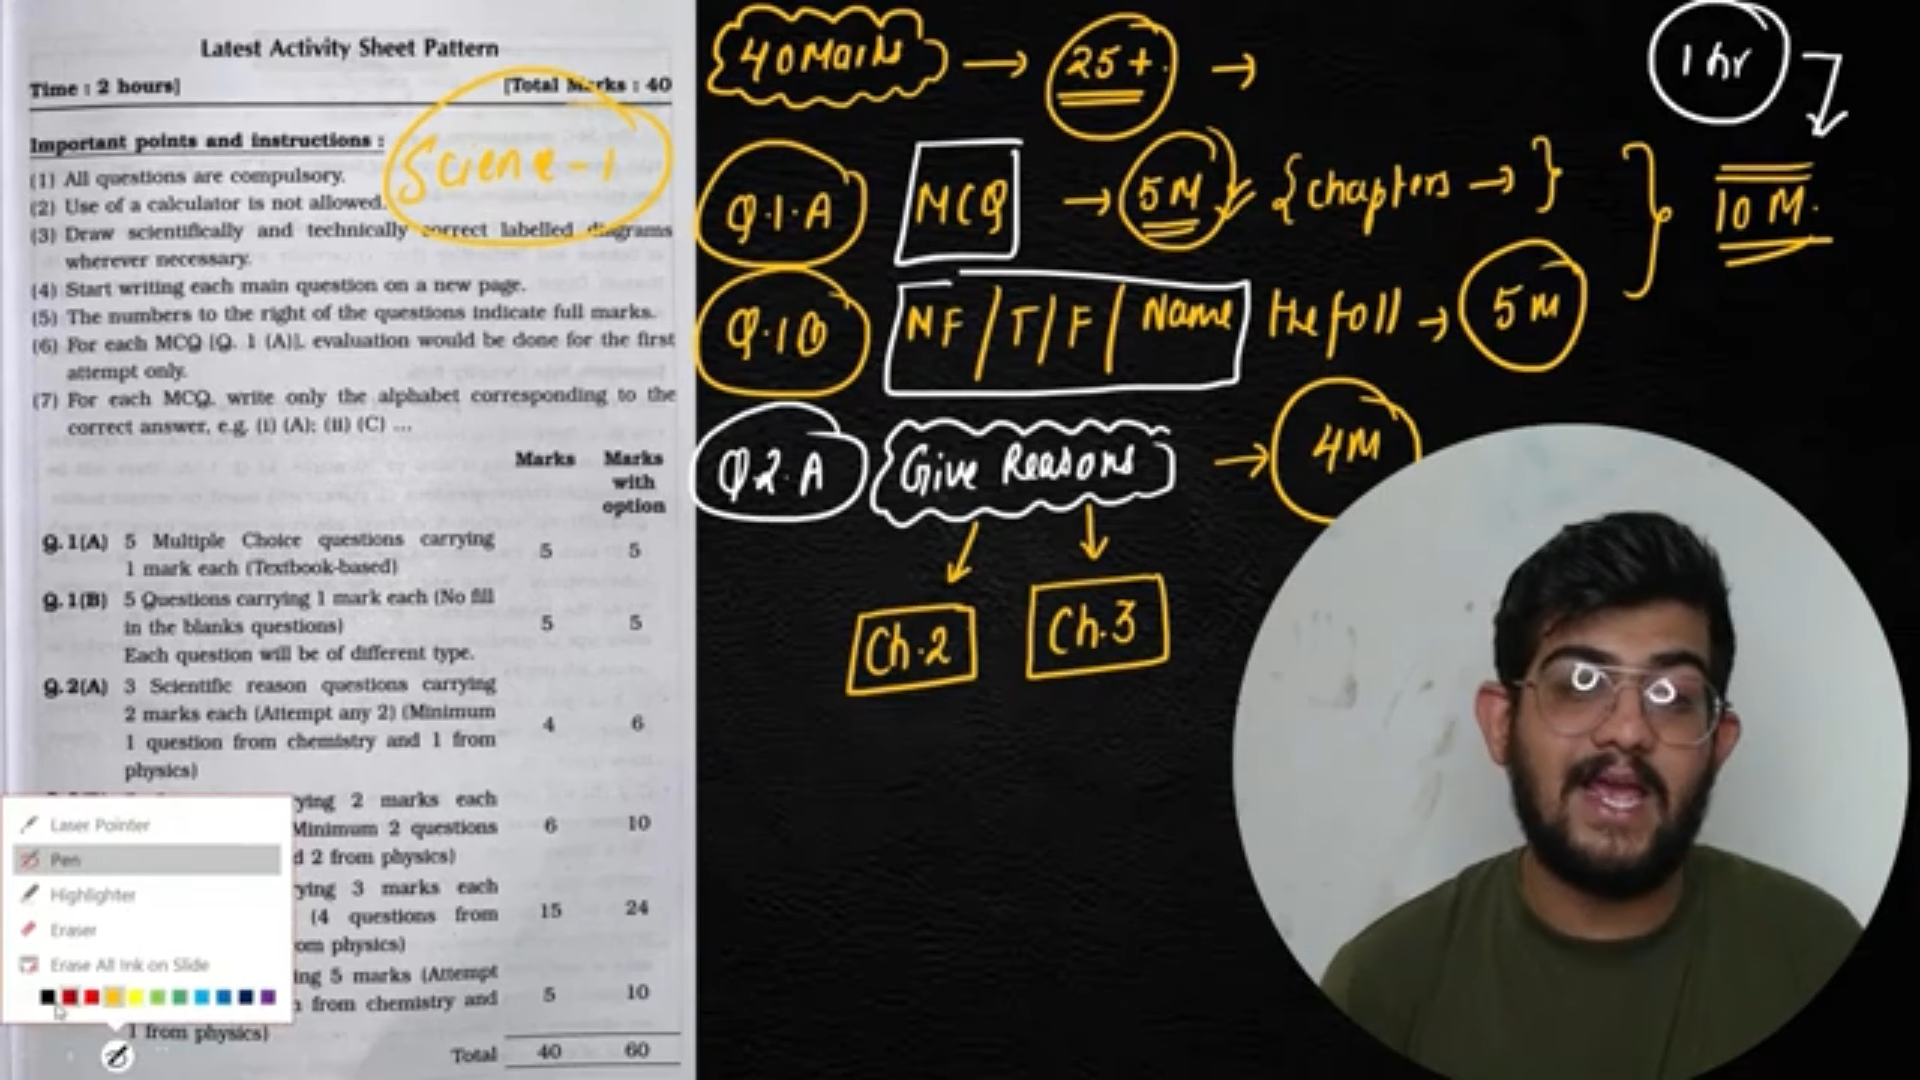 Latest Activity Sheet Pattern
Time : 2 hours]
[Total Marks : 40
Important points and instructions :
Sciene-1
(1) All questions are compulsory.
(2) Use of a calculator is not allowed.
(3) Draw scientifically and technically correct labelled diagrams
wherever necessary.
(4) Start writing each main question on a new page.
(5) The numbers to the right of the questions indicate full marks.
(6) For each MCQ [Q. 1 (A)], evaluation would be done for the first
attempt only.
(7) For each MCQ, write only the alphabet corresponding to the
correct answer, e.g. (i) (A); (ii) (C) ...
Marks Marks
with
option
Q.1(A) 5 Multiple Choice questions carrying
1 mark each (Textbook-based) 5 5
Q.1(B) 5 Questions carrying 1 mark each (No fill
in the blanks questions) 5 5
Each question will be of different type.
Q.2(A) 3 Scientific reason questions carrying
2 marks each (Attempt any 2) (Minimum 4 6
1 question from chemistry and 1 from
physics)
ying 2 marks each
Minimum 2 questions 6 10
d 2 from physics)
ying 3 marks each
(4 questions from 15 24
om physics)
ing 5 marks (Attempt
from chemistry and 5 10
1 from physics)
Total 40 60
Laser Pointer
Pen
Highlighter
Eraser
Erase All Ink on Slide
40 Marks → 25+ →
1 hr
Q.1.A MCQ → 5M {chapters → } 10 M.
NF / T / F / Name the foll → 5M
Q.2.A Give Reasons → 4M
Ch.2 Ch.3